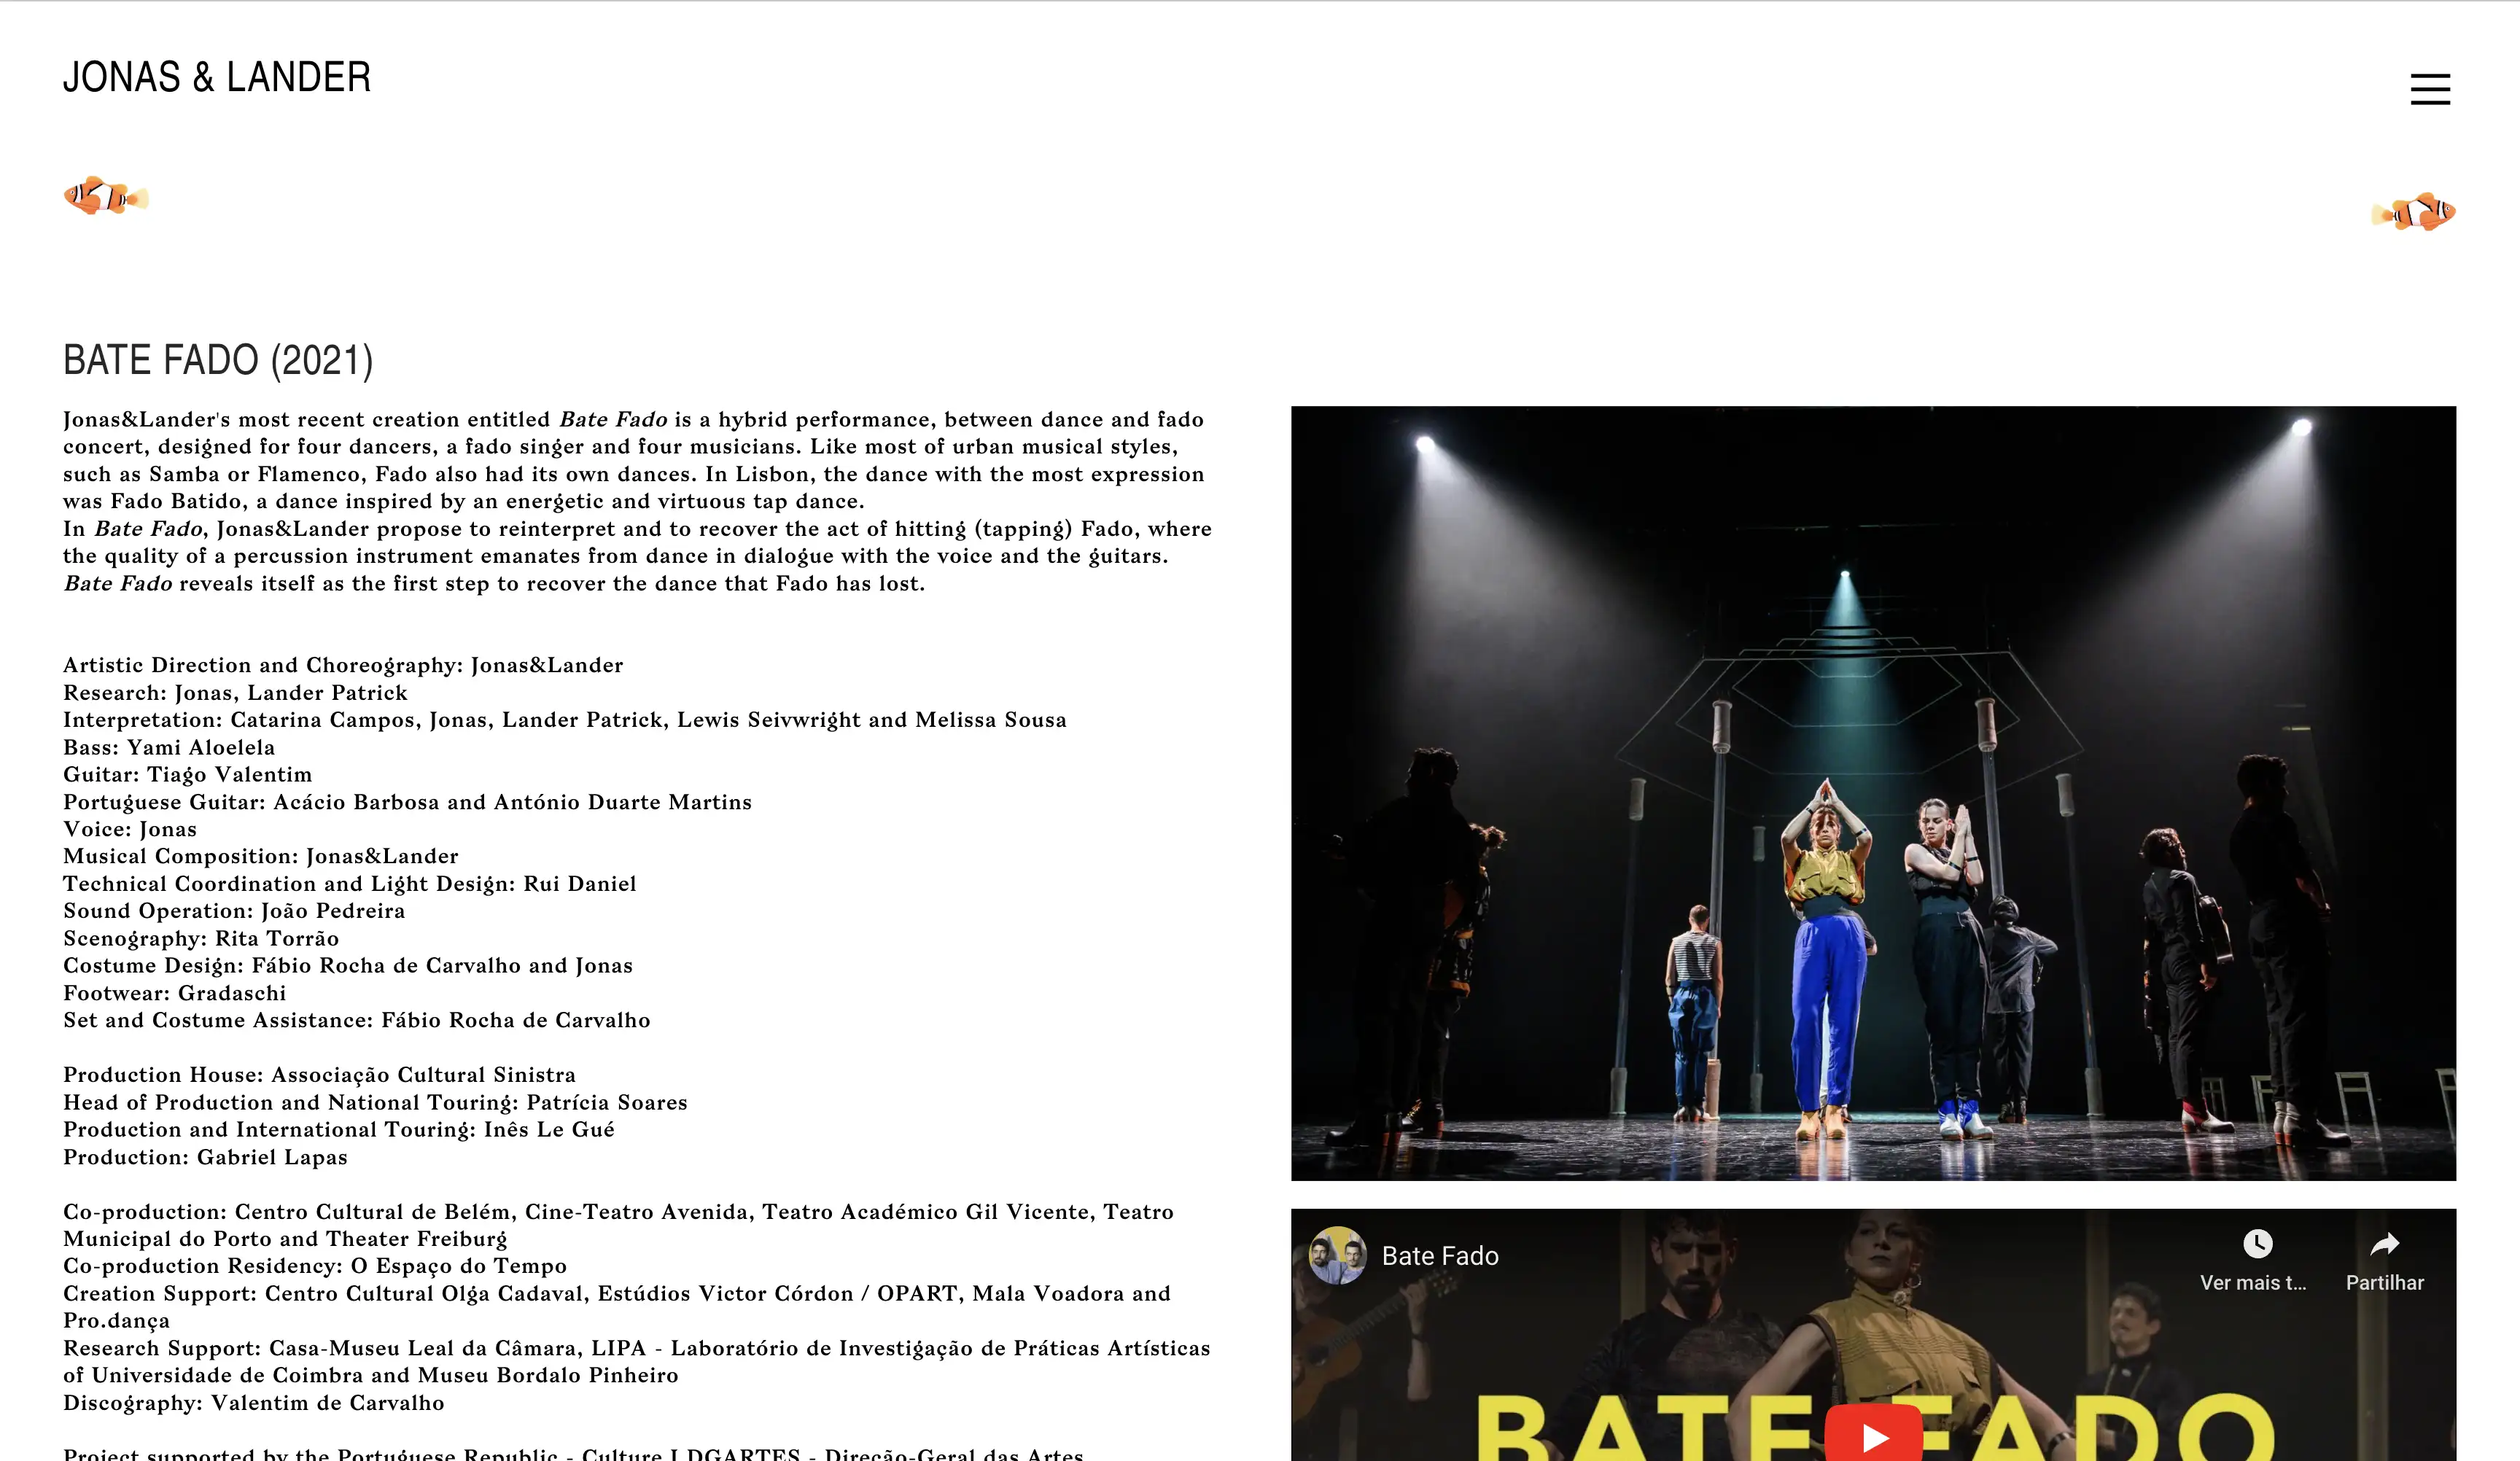 JONAS & LANDER
BATE FADO (2021)
Jonas&Lander's most recent creation entitled Bate Fado is a hybrid performance, between dance and fado
concert, designed for four dancers, a fado singer and four musicians. Like most of urban musical styles,
such as Samba or Flamenco, Fado also had its own dances. In Lisbon, the dance with the most expression
was Fado Batido, a dance inspired by an energetic and virtuous tap dance.
In Bate Fado, Jonas&Lander propose to reinterpret and to recover the act of hitting (tapping) Fado, where
the quality of a percussion instrument emanates from dance in dialogue with the voice and the guitars.
Bate Fado reveals itself as the first step to recover the dance that Fado has lost.
Artistic Direction and Choreography: Jonas&Lander
Research: Jonas, Lander Patrick
Interpretation: Catarina Campos, Jonas, Lander Patrick, Lewis Seivwright and Melissa Sousa
Bass: Yami Aloelela
Guitar: Tiago Valentim
Portuguese Guitar: Acácio Barbosa and António Duarte Martins
Voice: Jonas
Musical Composition: Jonas&Lander
Technical Coordination and Light Design: Rui Daniel
Sound Operation: João Pedreira
Scenography: Rita Torrão
Costume Design: Fábio Rocha de Carvalho and Jonas
Footwear: Gradaschi
Set and Costume Assistance: Fábio Rocha de Carvalho
Production House: Associação Cultural Sinistra
Head of Production and National Touring: Patrícia Soares
Production and International Touring: Inês Le Gué
Production: Gabriel Lapas
Co-production: Centro Cultural de Belém, Cine-Teatro Avenida, Teatro Académico Gil Vicente, Teatro
Municipal do Porto and Theater Freiburg
Co-production Residency: O Espaço do Tempo
Creation Support: Centro Cultural Olga Cadaval, Estúdios Victor Córdon / OPART, Mala Voadora and
Pro.dança
Research Support: Casa-Museu Leal da Câmara, LIPA - Laboratório de Investigação de Práticas Artísticas
of Universidade de Coimbra and Museu Bordalo Pinheiro
Discography: Valentim de Carvalho
Project supported by the Portuguese Republic - Culture I DGARTES - Direção-Geral das Artes
Bate Fado
Ver mais t...
Partilhar
BATE FADO